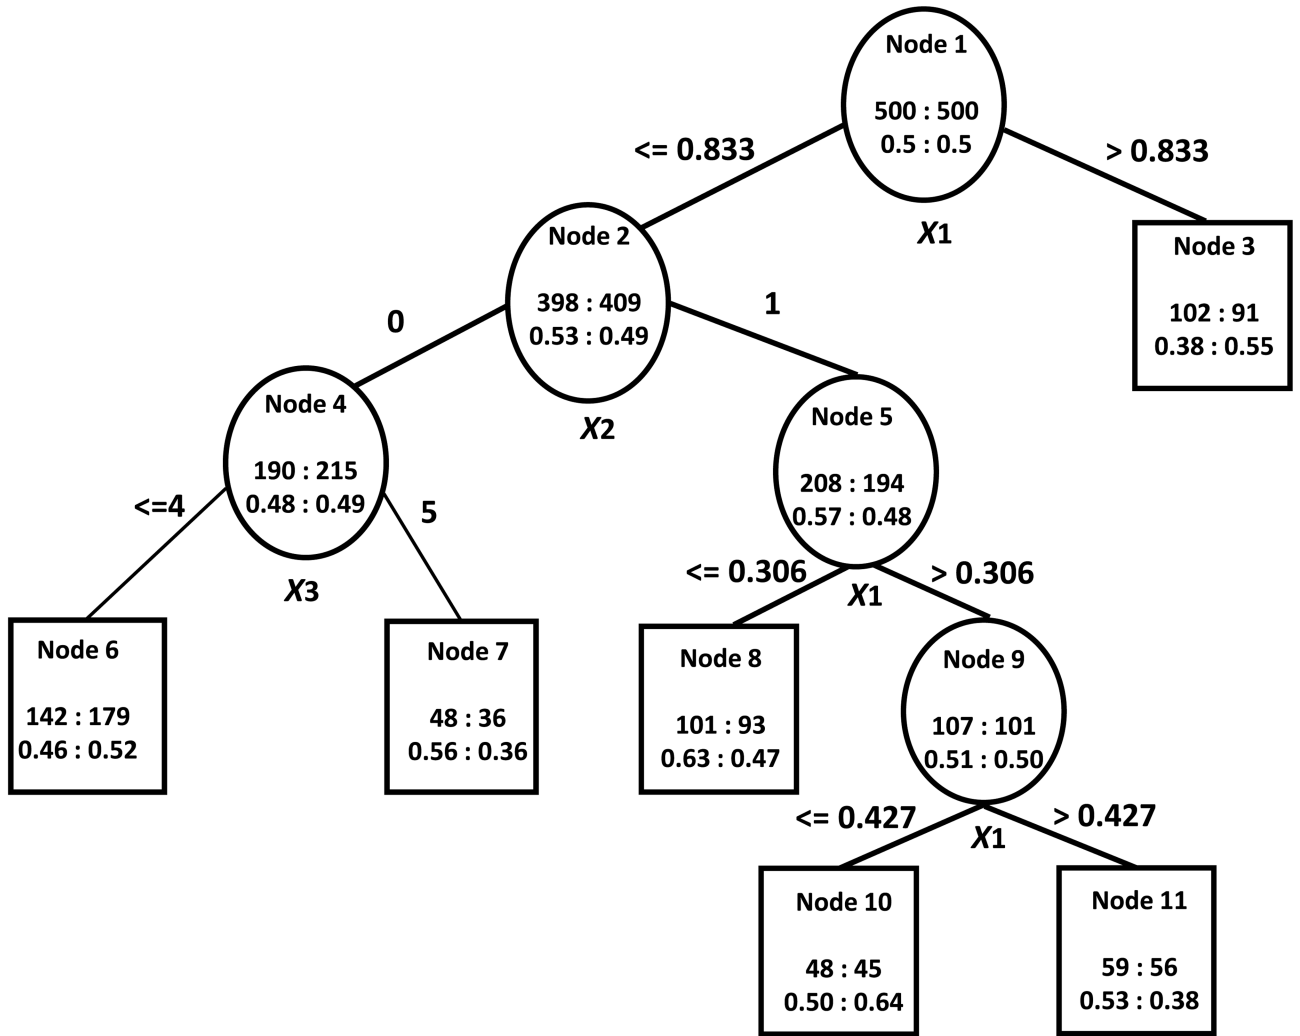 Node 1
500 : 500
0.5 : 0.5
<= 0.833
> 0.833
X1
Node 2
398 : 409
0.53 : 0.49
Node 3
102 : 91
0.38 : 0.55
0
1
X2
Node 4
190 : 215
0.48 : 0.49
Node 5
208 : 194
0.57 : 0.48
<=4
5
X3
<= 0.306
> 0.306
X1
Node 6
142 : 179
0.46 : 0.52
Node 7
48 : 36
0.56 : 0.36
Node 8
101 : 93
0.63 : 0.47
Node 9
107 : 101
0.51 : 0.50
<= 0.427
> 0.427
X1
Node 10
48 : 45
0.50 : 0.64
Node 11
59 : 56
0.53 : 0.38